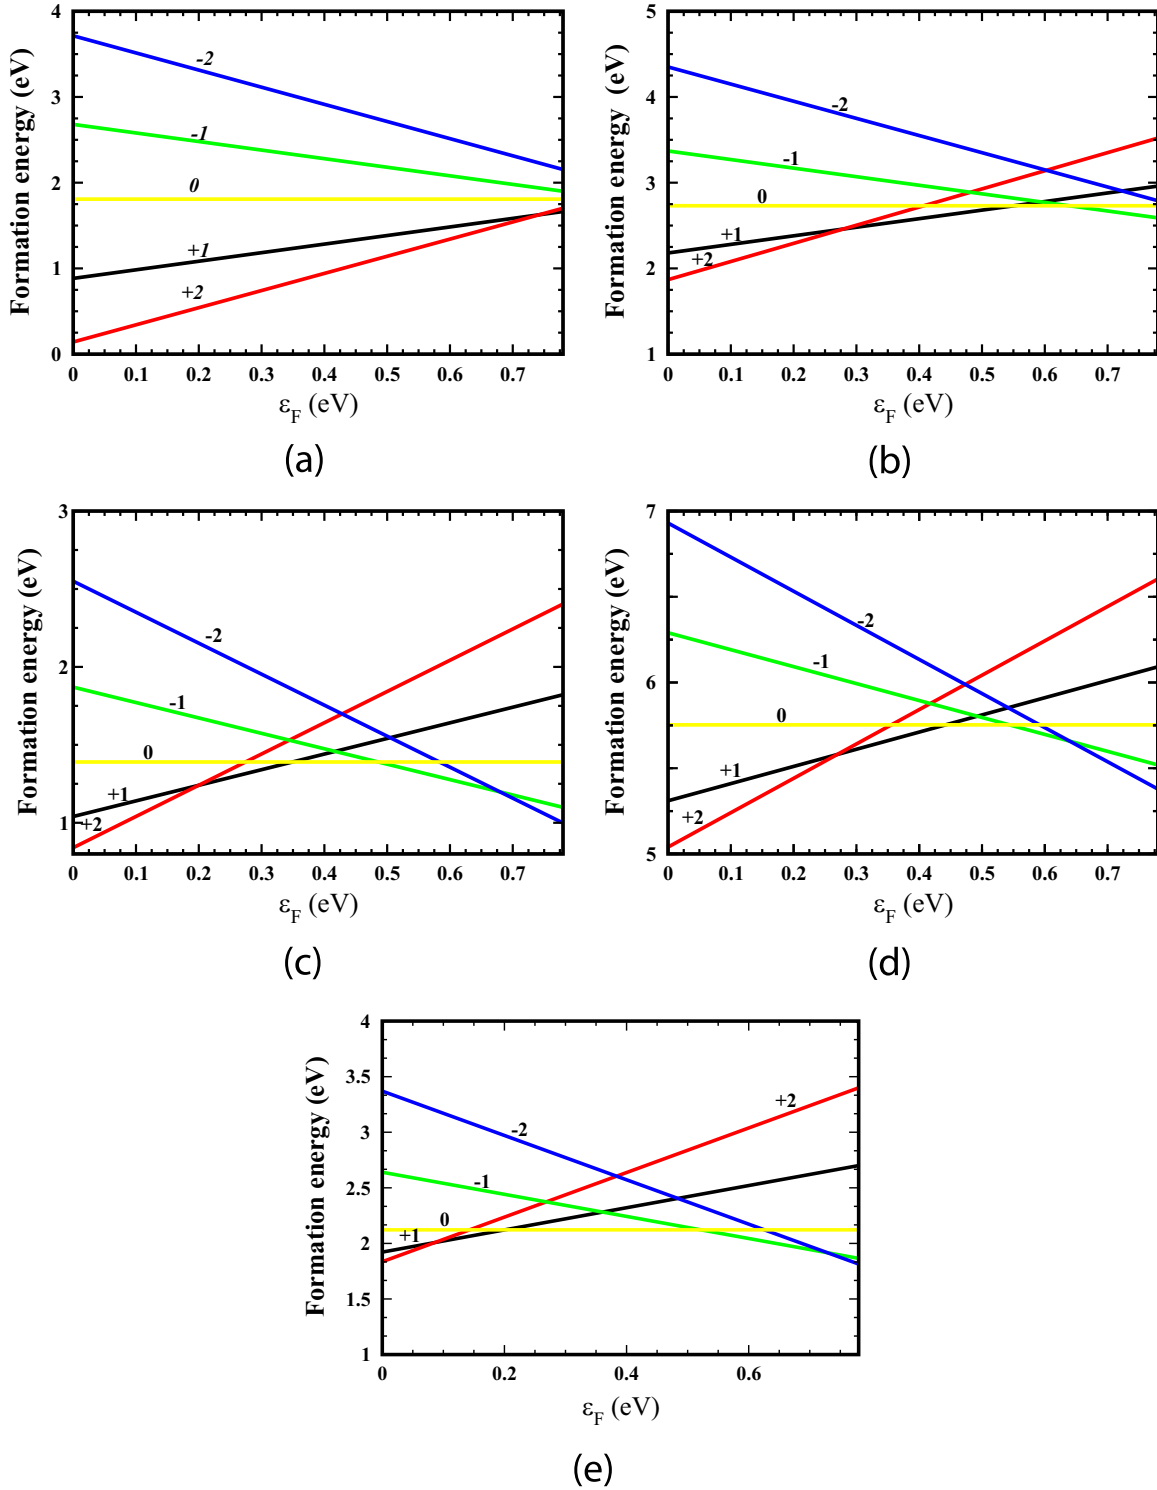 Formation energy (eV)
4
3
2
1
0
-2
-1
0
+1
+2
0 0.1 0.2 0.3 0.4 0.5 0.6 0.7
εF (eV)
(a)
Formation energy (eV)
5
4
3
2
1
-2
-1
0
+1
+2
0 0.1 0.2 0.3 0.4 0.5 0.6 0.7
εF (eV)
(b)
Formation energy (eV)
3
2
1
-2
-1
0
+1
+2
0 0.1 0.2 0.3 0.4 0.5 0.6 0.7
εF (eV)
(c)
Formation energy (eV)
7
6
5
-2
-1
0
+1
+2
0 0.1 0.2 0.3 0.4 0.5 0.6 0.7
εF (eV)
(d)
Formation energy (eV)
4
3.5
3
2.5
2
1.5
1
+2
-2
-1
0
+1
0 0.2 0.4 0.6
εF (eV)
(e)